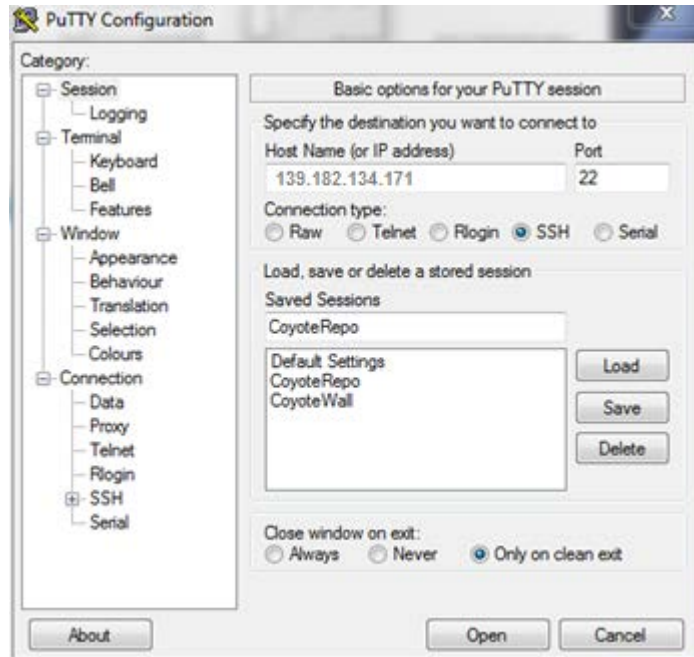 PuTTY Configuration
Category:
Session
Logging
Terminal
Keyboard
Bell
Features
Window
Appearance
Behaviour
Translation
Selection
Colours
Connection
Data
Proxy
Telnet
Rlogin
SSH
Serial
Basic options for your PuTTY session
Specify the destination you want to connect to
Host Name (or IP address) Port
139.182.134.171 22
Connection type:
Raw Telnet Rlogin SSH Serial
Load, save or delete a stored session
Saved Sessions
CoyoteRepo
Default Settings
CoyoteRepo
CoyoteWall
Load
Save
Delete
Close window on exit:
Always Never Only on clean exit
About Open Cancel